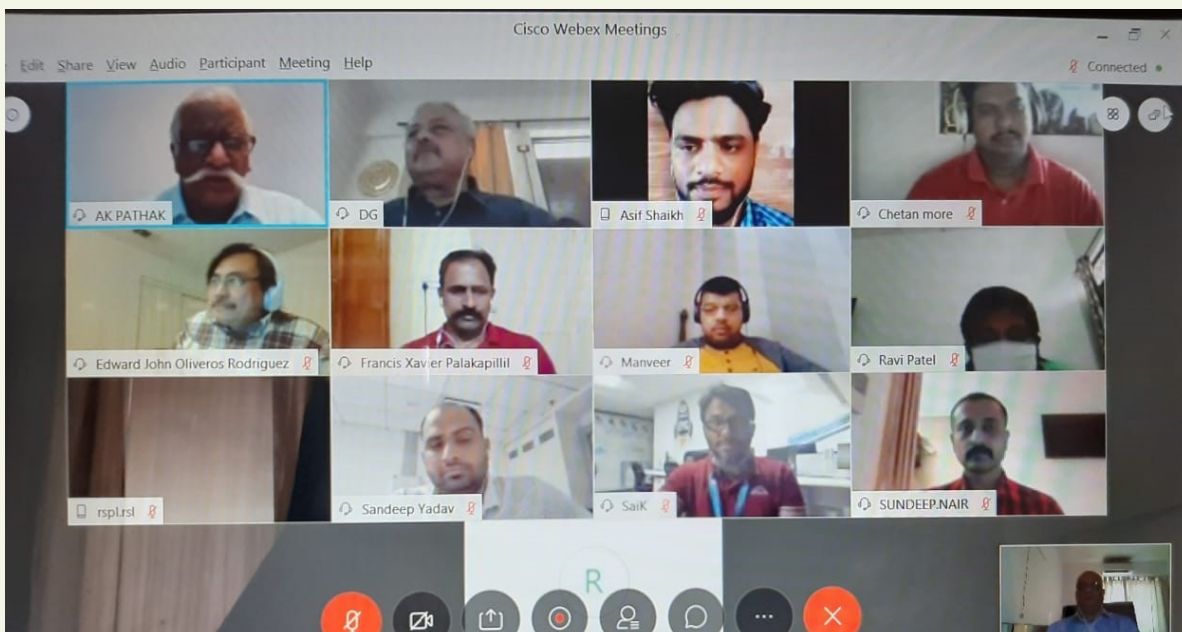 Cisco Webex Meetings
Edit Share View Audio Participant Meeting Help
Connected
AK PATHAK
DG
Asif Shaikh
Chetan more
Edward John Oliveros Rodriguez
Francis Xavier Palakapillil
Manveer
Ravi Patel
rspl.rsl
Sandeep Yadav
SaiK
SUNDEEP.NAIR
R